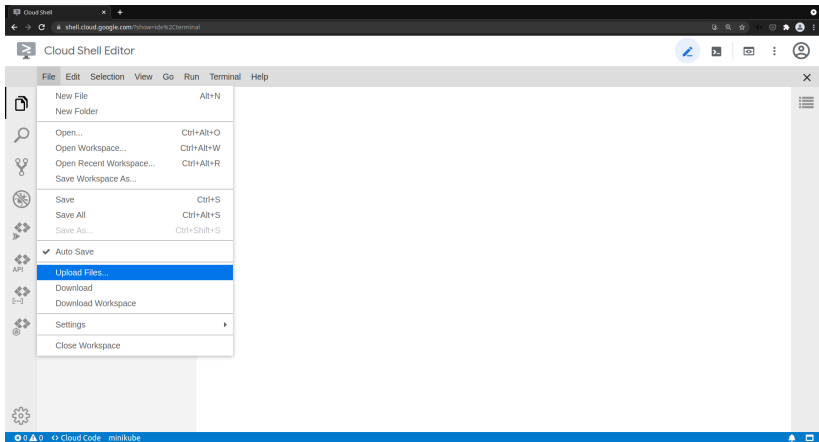 Cloud Shell
shell.cloud.google.com/?show=ide%2Cterminal
Cloud Shell Editor
File Edit Selection View Go Run Terminal Help
New File Alt+N
New Folder
Open... Ctrl+Alt+O
Open Workspace... Ctrl+Alt+W
Open Recent Workspace... Ctrl+Alt+R
Save Workspace As...
Save Ctrl+S
Save All Ctrl+Alt+S
Save As... Ctrl+Shift+S
Auto Save
API
Upload Files...
Download
Download Workspace
Settings
Close Workspace
0 0 Cloud Code minikube